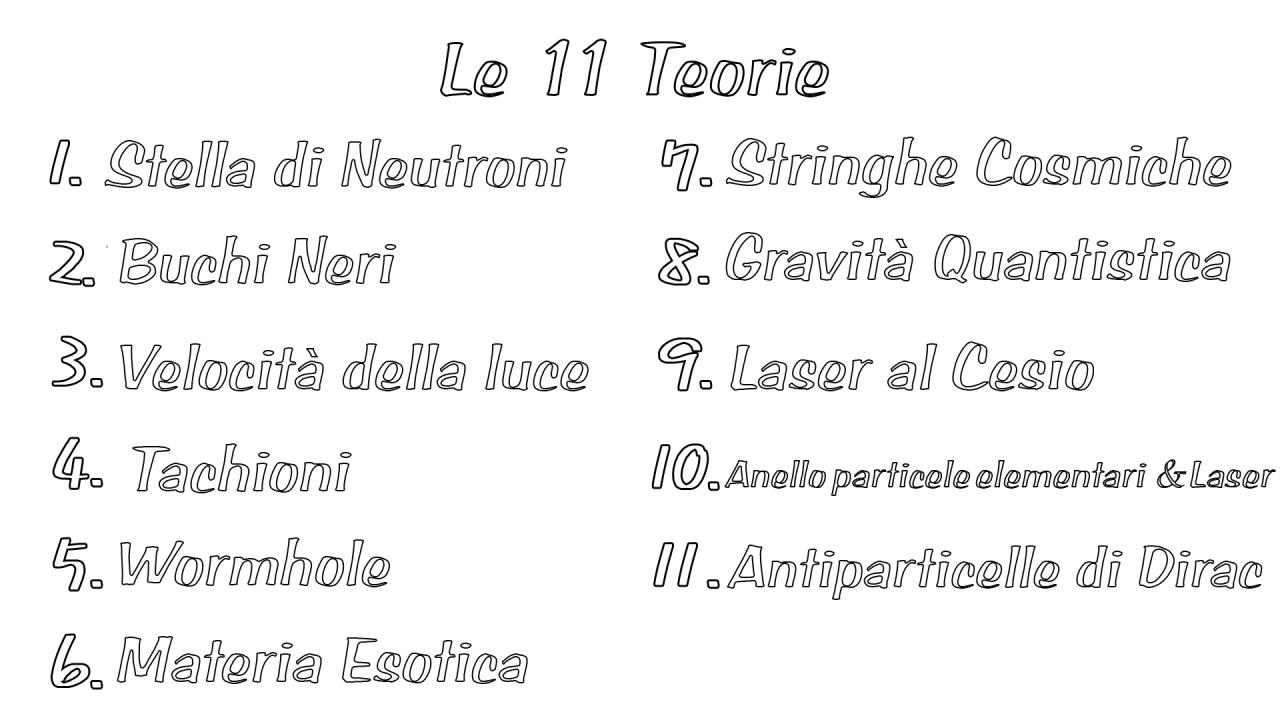 Le 11 Teorie
1. Stella di Neutroni
2. Buchi Neri
3. Velocità della luce
4. Tachioni
5. Wormhole
6. Materia Esotica
7. Stringhe Cosmiche
8. Gravità Quantistica
9. Laser al Cesio
10. Anello particele elementari & Laser
11. Antiparticelle di Dirac